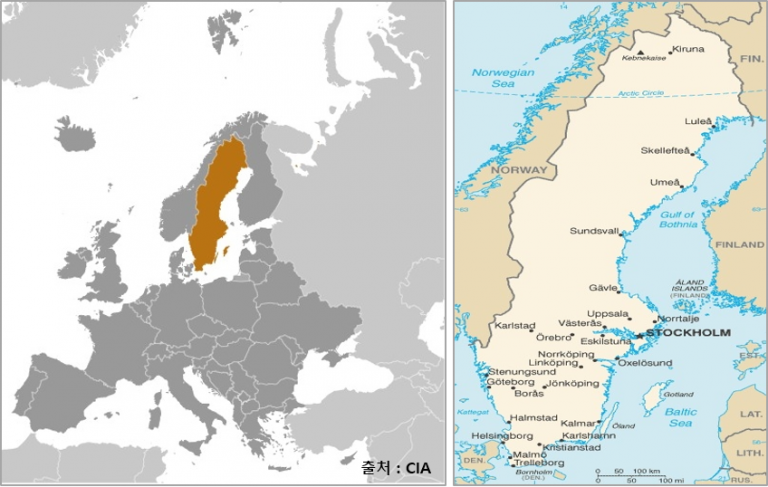 출처 : CIA
Kiruna
Kebnekaise
FIN.
Norwegian
Sea
Arctic Circle
Luleå
Skellefteå
NORWAY
Umeå
Gulf of
Bothnia
Sundsvall
FINLAND
Gävle
ÅLAND
ISLANDS
(FINLAND)
Uppsala
Norrtalje
Karlstad
Västerås
STOCKHOLM
Örebro
Eskilstuna
Norrköping
Linköping
Oxelösund
EST.
Stenungsund
Göteborg
Jönköping
Borås
Gotland
Kattegat
Halmstad
Kalmar
Öland
Baltic
Sea
LAT.
Helsingborg
Karlshamn
Kristianstad
DEN.
Malmö
Trelleborg
Bornholm
(DEN.)
LITH.
0 50 100 km
0 50 100 mi
RUS.